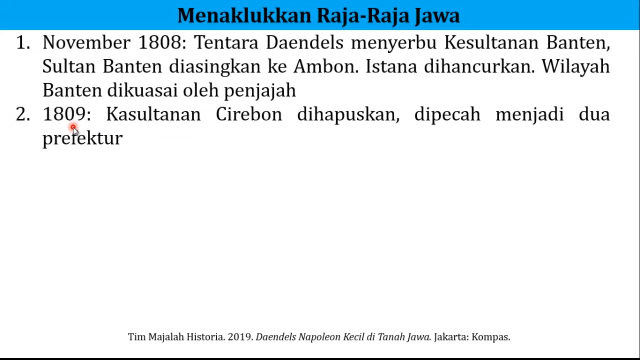 Menaklukkan Raja-Raja Jawa
1. November 1808: Tentara Daendels menyerbu Kesultanan Banten,
Sultan Banten diasingkan ke Ambon. Istana dihancurkan. Wilayah
Banten dikuasai oleh penjajah
2. 1809: Kasultanan Cirebon dihapuskan, dipecah menjadi dua
prefektur
Tim Majalah Historia. 2019. Daendels Napoleon Kecil di Tanah Jawa. Jakarta: Kompas.